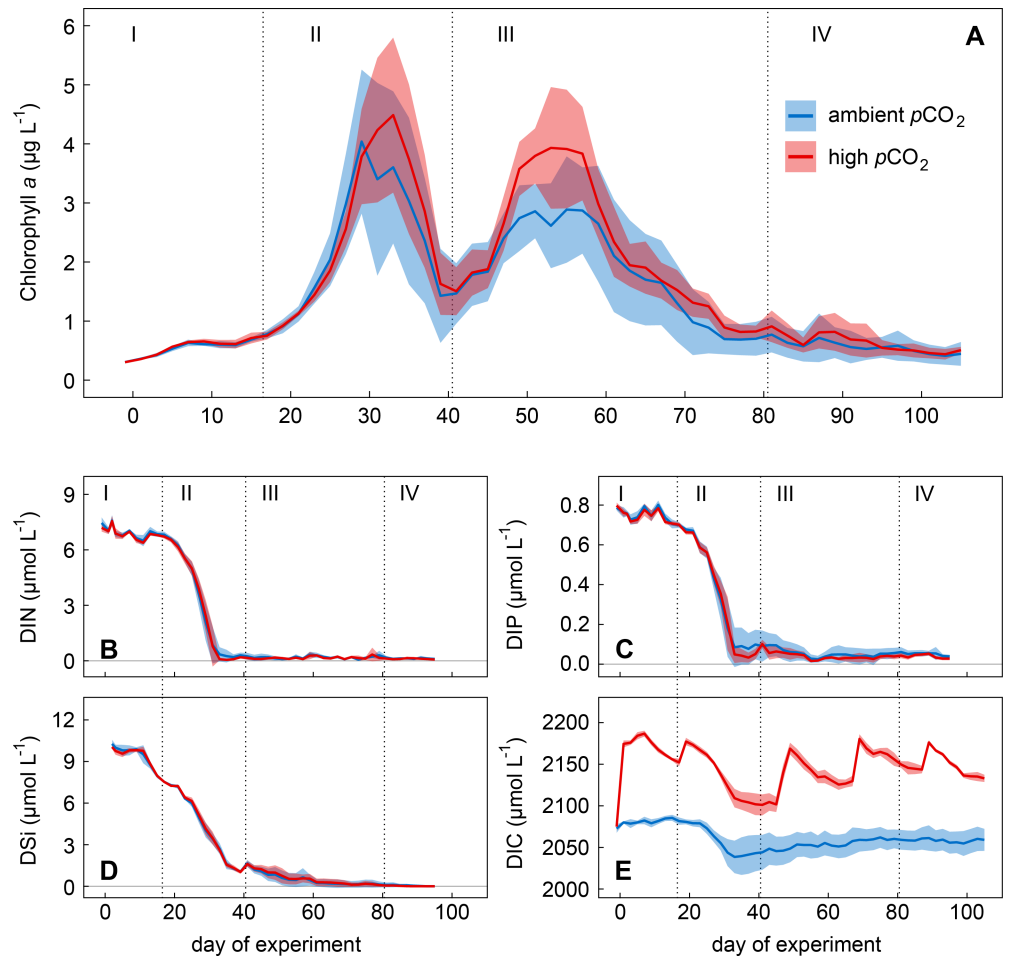 I II III IV A
6
5
4
3
2
1
0
Chlorophyll a (µg L⁻¹)
ambient pCO₂
high pCO₂
0 10 20 30 40 50 60 70 80 90 100
I II III IV
9
6
3
0
DIN (µmol L⁻¹)
B
I II III IV
0.8
0.6
0.4
0.2
0.0
DIP (µmol L⁻¹)
C
12
9
6
3
0
DSi (µmol L⁻¹)
D
0 20 40 60 80 100
day of experiment
2200
2150
2100
2050
2000
DIC (µmol L⁻¹)
E
0 20 40 60 80 100
day of experiment